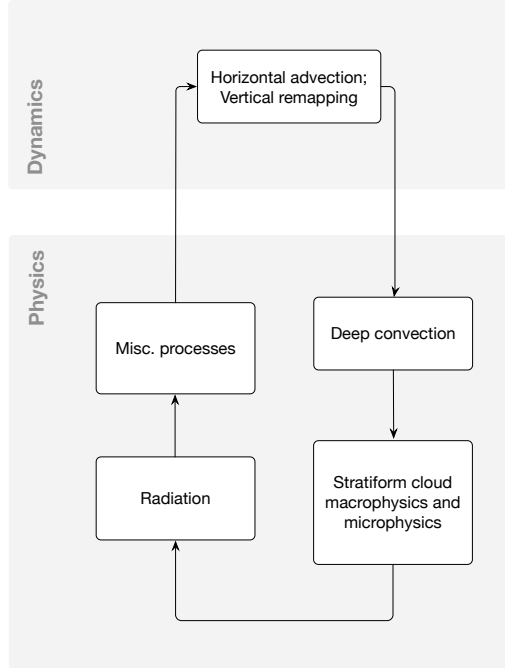 Dynamics
Horizontal advection;
Vertical remapping
Physics
Misc. processes
Deep convection
Radiation
Stratiform cloud
macrophysics and
microphysics